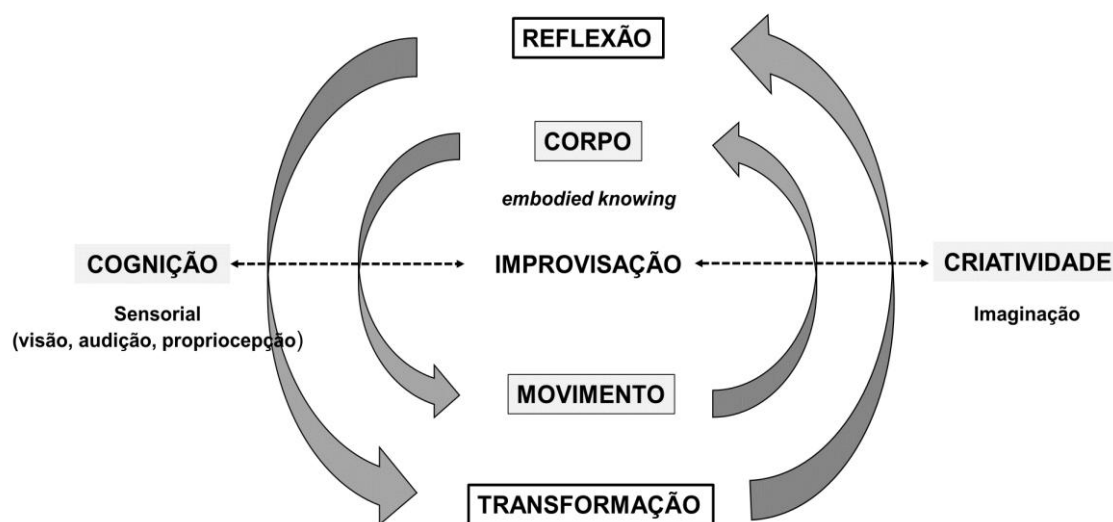 REFLEXÃO
CORPO
embodied knowing
COGNIÇÃO
IMPROVISAÇÃO
CRIATIVIDADE
Sensorial
(visão, audição, propriocepção)
Imaginação
MOVIMENTO
TRANSFORMAÇÃO